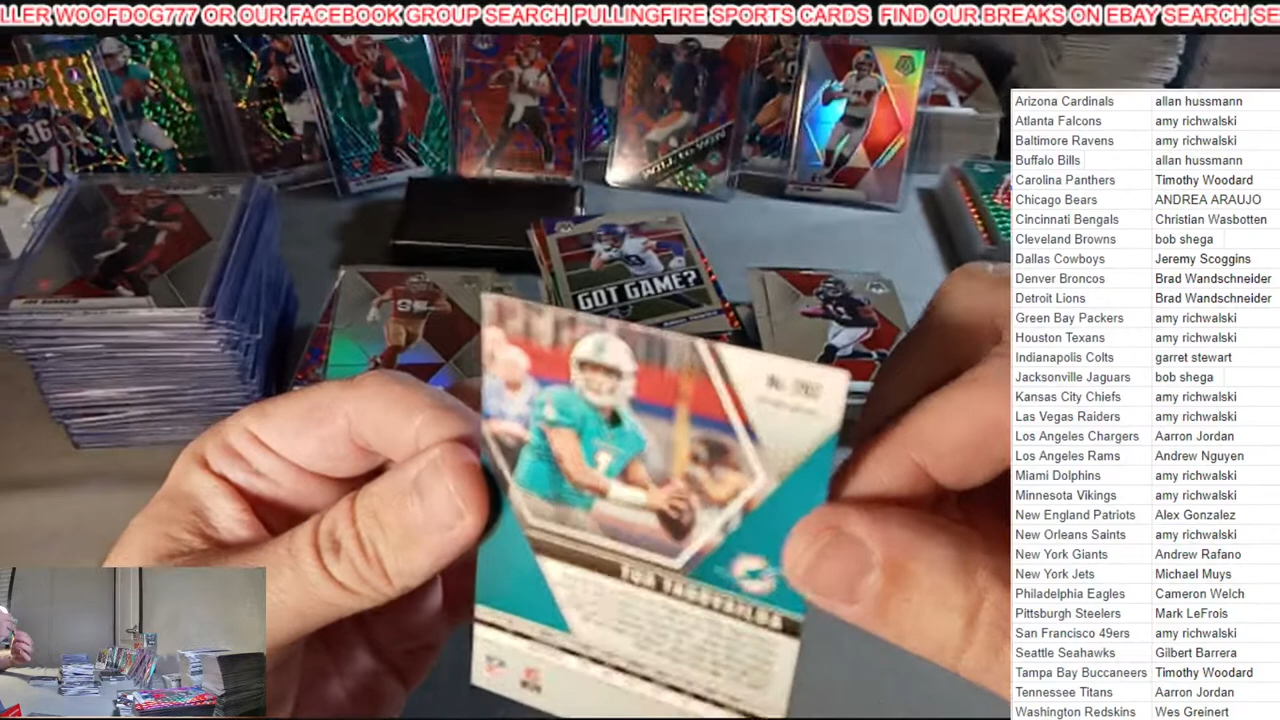 LLER WOOFDOG777 OR OUR FACEBOOK GROUP SEARCH PULLINGFIRE SPORTS CARDS FIND OUR BREAKS ON EBAY SEARCH SE
Arizona Cardinals allan hussmann
Atlanta Falcons amy richwalski
Baltimore Ravens amy richwalski
Buffalo Bills allan hussmann
Carolina Panthers Timothy Woodard
Chicago Bears ANDREA ARAUJO
Cincinnati Bengals Christian Wasbotten
Cleveland Browns bob shega
Dallas Cowboys Jeremy Scoggins
Denver Broncos Brad Wandschneider
Detroit Lions Brad Wandschneider
Green Bay Packers amy richwalski
Houston Texans amy richwalski
Indianapolis Colts garret stewart
Jacksonville Jaguars bob shega
Kansas City Chiefs amy richwalski
Las Vegas Raiders amy richwalski
Los Angeles Chargers Aarron Jordan
Los Angeles Rams Andrew Nguyen
Miami Dolphins amy richwalski
Minnesota Vikings amy richwalski
New England Patriots Alex Gonzalez
New Orleans Saints amy richwalski
New York Giants Andrew Rafano
New York Jets Michael Muys
Philadelphia Eagles Cameron Welch
Pittsburgh Steelers Mark LeFrois
San Francisco 49ers amy richwalski
Seattle Seahawks Gilbert Barrera
Tampa Bay Buccaneers Timothy Woodard
Tennessee Titans Aarron Jordan
Washington Redskins Wes Greinert
36
WILL TO WIN
JOE BURROW
GOT GAME?
TUA TAGOVAILOA